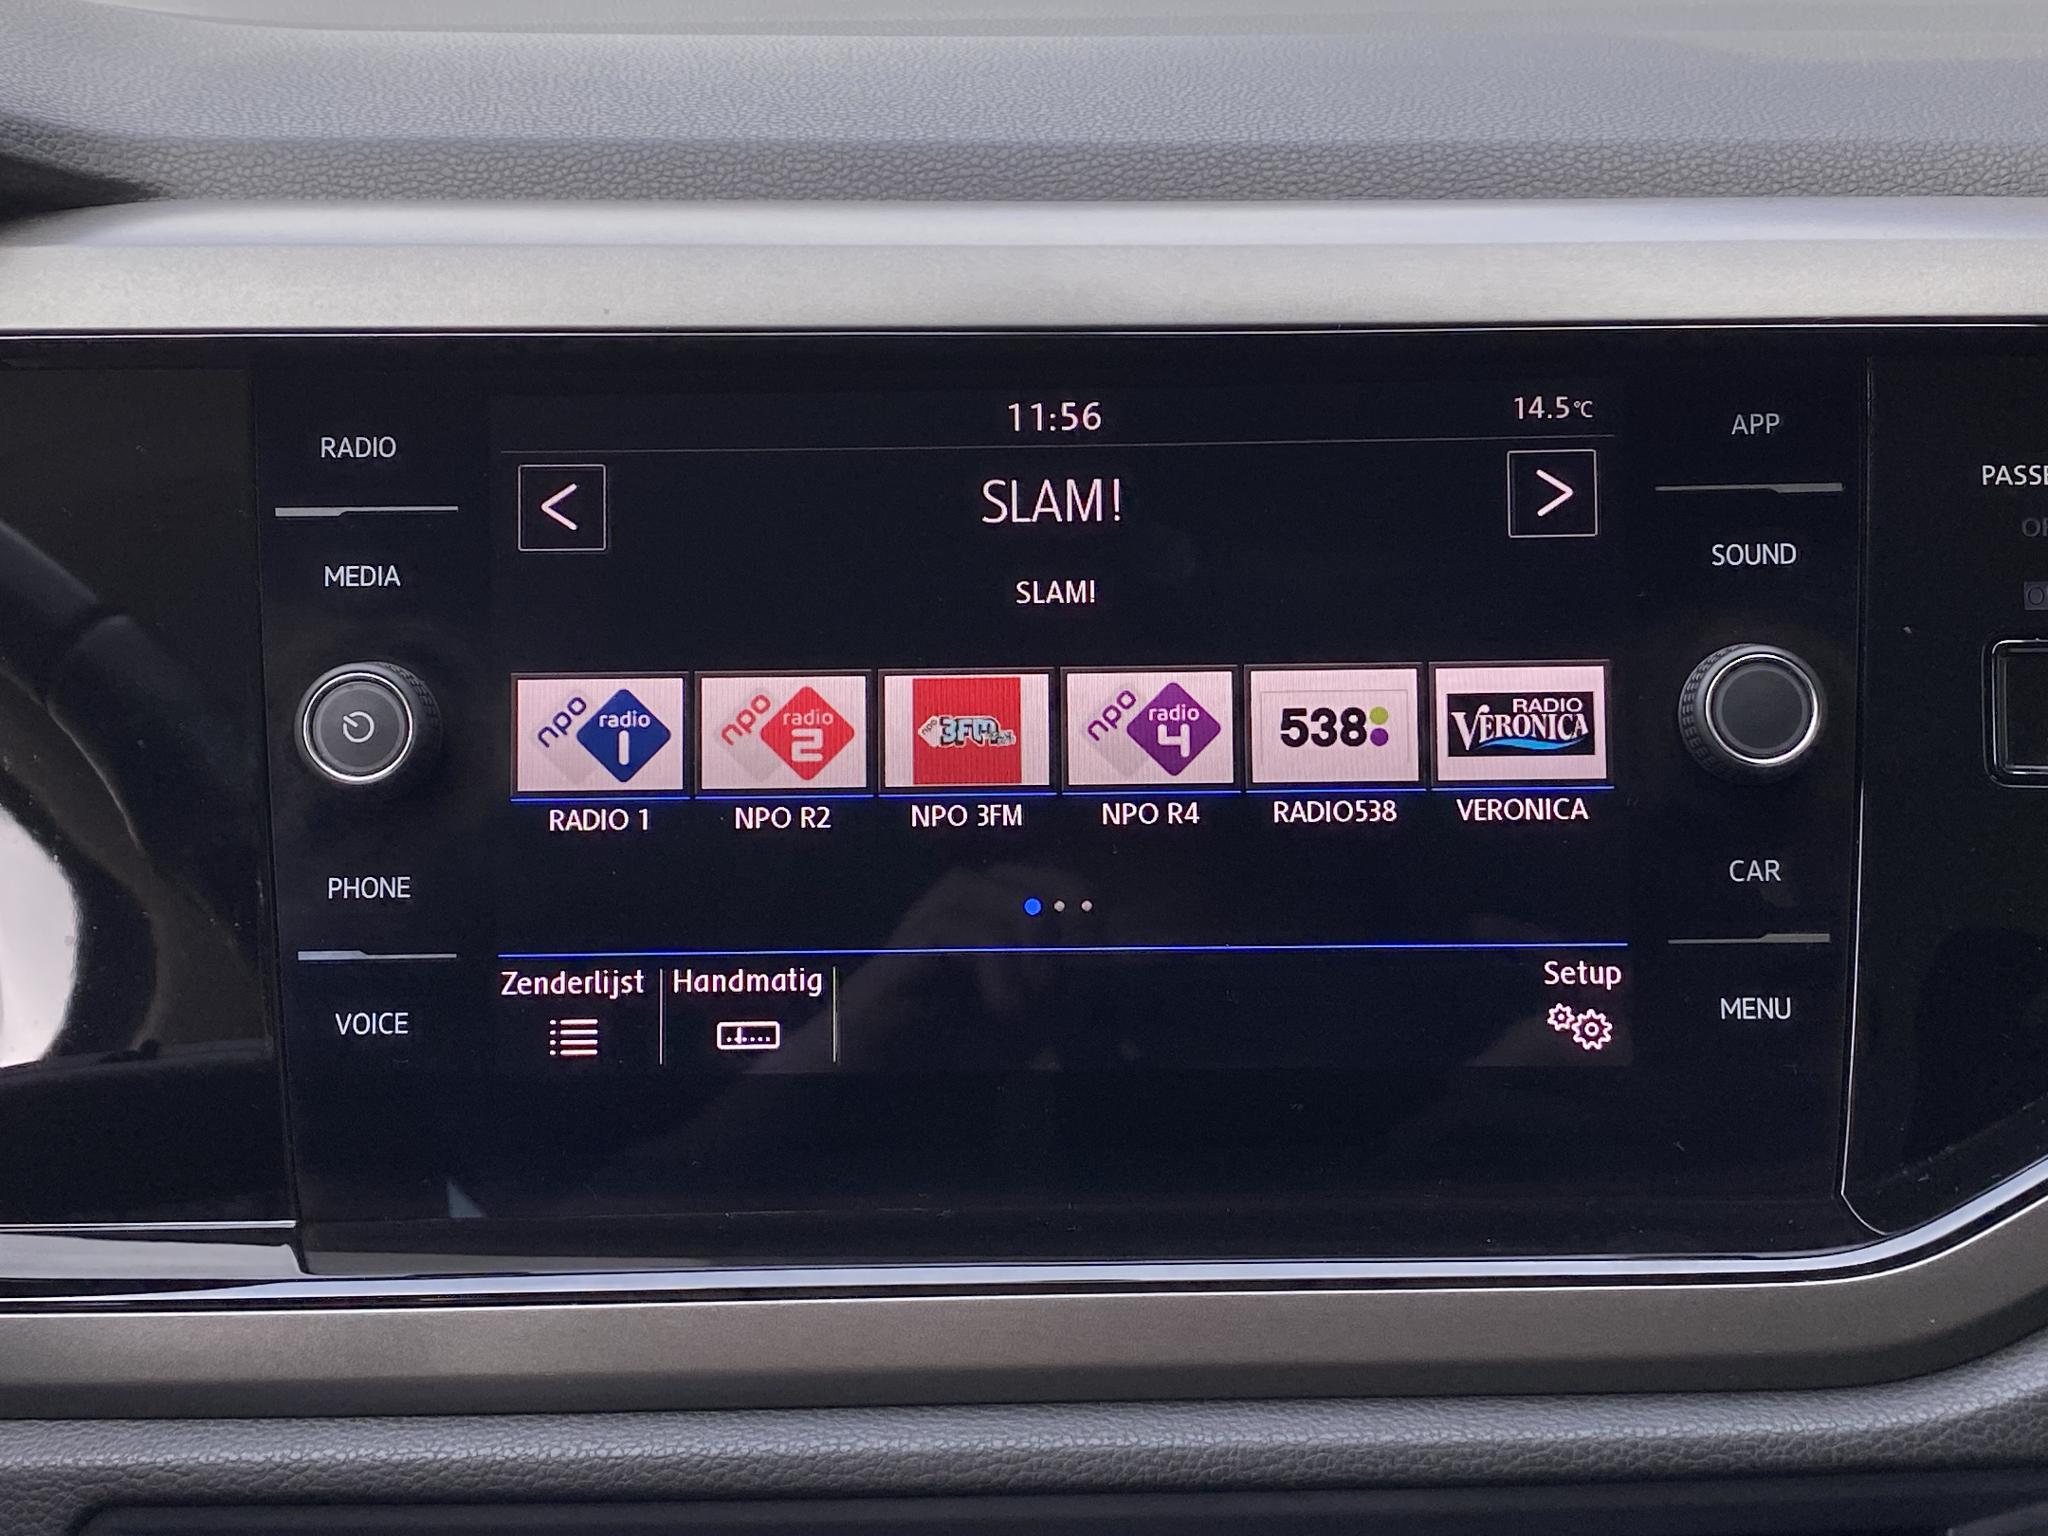 11:56
14.5°C
RADIO
APP
<
SLAM!
>
PASSE
MEDIA
SLAM!
SOUND
npo radio 1
npo radio 2
npo 3FM
npo radio 4
538
RADIO VERONICA
RADIO 1
NPO R2
NPO 3FM
NPO R4
RADIO538
VERONICA
PHONE
CAR
Zenderlijst
Handmatig
Setup
VOICE
MENU